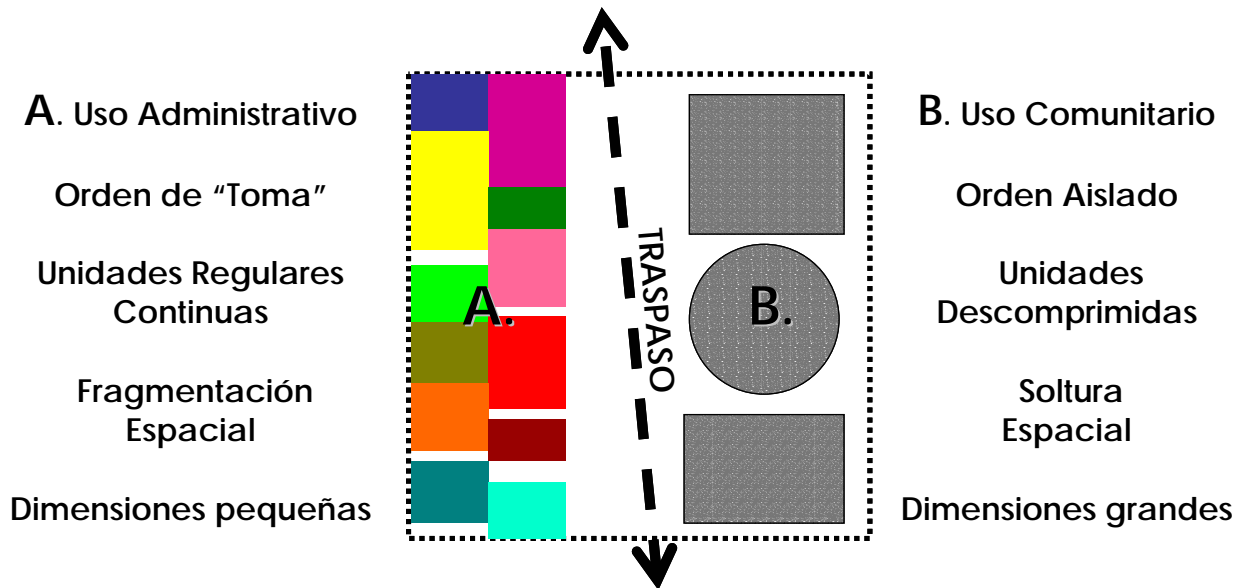 A. Uso Administrativo
Orden de “Toma”
Unidades Regulares
Continuas
Fragmentación
Espacial
Dimensiones pequeñas
A.
TRASPASO
B.
B. Uso Comunitario
Orden Aislado
Unidades
Descomprimidas
Soltura
Espacial
Dimensiones grandes